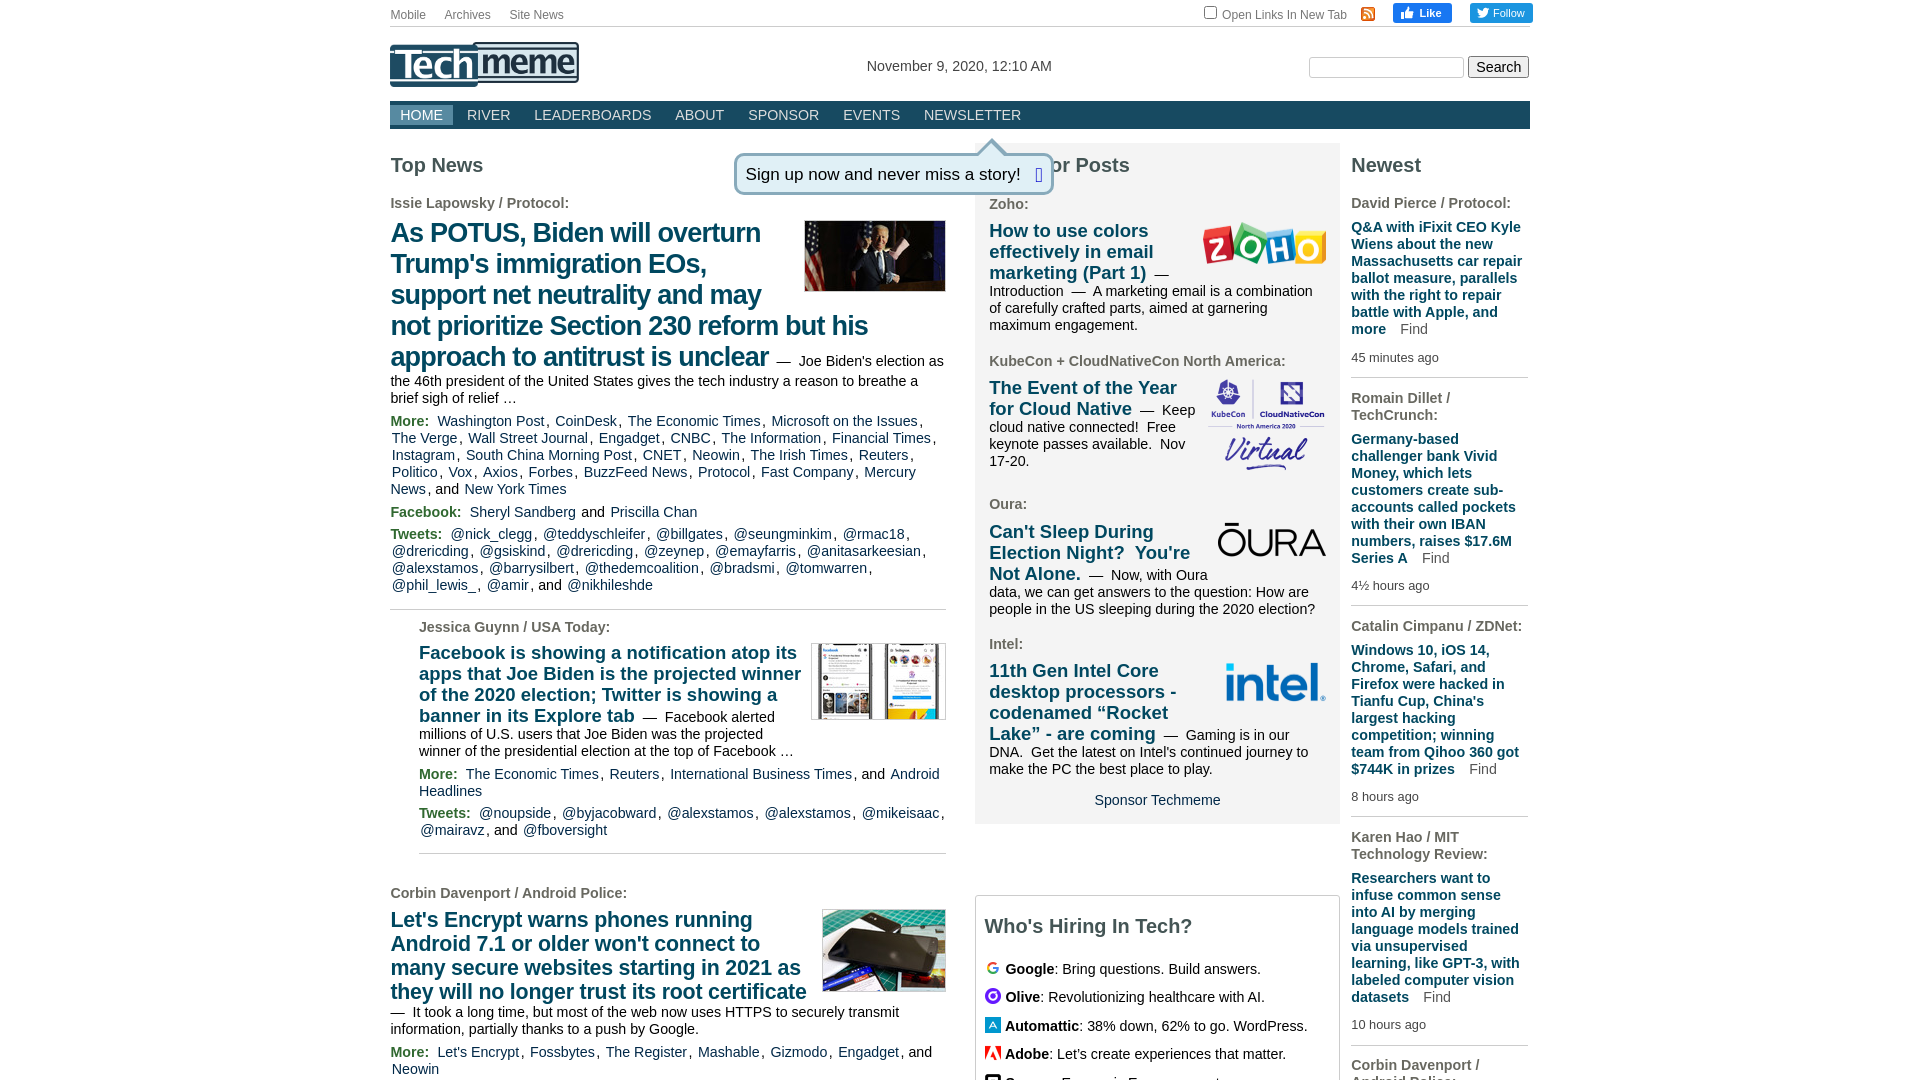 Mobile Archives Site News
Open Links In New Tab Like Follow
Techmeme
November 9, 2020, 12:10 AM
Search
HOME RIVER LEADERBOARDS ABOUT SPONSOR EVENTS NEWSLETTER
Sign up now and never miss a story!
Top News
Issie Lapowsky / Protocol:
As POTUS, Biden will overturn
Trump's immigration EOs,
support net neutrality and may
not prioritize Section 230 reform but his
approach to antitrust is unclear — Joe Biden's election as
the 46th president of the United States gives the tech industry a reason to breathe a
brief sigh of relief …
More: Washington Post, CoinDesk, The Economic Times, Microsoft on the Issues,
The Verge, Wall Street Journal, Engadget, CNBC, The Information, Financial Times,
Instagram, South China Morning Post, CNET, Neowin, The Irish Times, Reuters,
Politico, Vox, Axios, Forbes, BuzzFeed News, Protocol, Fast Company, Mercury
News, and New York Times
Facebook: Sheryl Sandberg and Priscilla Chan
Tweets: @nick_clegg, @teddyschleifer, @billgates, @seungminkim, @rmac18,
@drericding, @gsiskind, @drericding, @zeynep, @emayfarris, @anitasarkeesian,
@alexstamos, @barrysilbert, @thedemcoalition, @bradsmi, @tomwarren,
@phil_lewis_, @amir, and @nikhileshde
Jessica Guynn / USA Today:
Facebook is showing a notification atop its
apps that Joe Biden is the projected winner
of the 2020 election; Twitter is showing a
banner in its Explore tab — Facebook alerted
millions of U.S. users that Joe Biden was the projected
winner of the presidential election at the top of Facebook …
More: The Economic Times, Reuters, International Business Times, and Android
Headlines
Tweets: @noupside, @byjacobward, @alexstamos, @alexstamos, @mikeisaac,
@mairavz, and @fboversight
Corbin Davenport / Android Police:
Let's Encrypt warns phones running
Android 7.1 or older won't connect to
many secure websites starting in 2021 as
they will no longer trust its root certificate
— It took a long time, but most of the web now uses HTTPS to securely transmit
information, partially thanks to a push by Google.
More: Let's Encrypt, Fossbytes, The Register, Mashable, Gizmodo, Engadget, and
Neowin
or Posts
Zoho:
ZOHO
How to use colors
effectively in email
marketing (Part 1) —
Introduction — A marketing email is a combination
of carefully crafted parts, aimed at garnering
maximum engagement.
KubeCon + CloudNativeCon North America:
KubeCon CloudNativeCon
North America 2020
Virtual
The Event of the Year
for Cloud Native — Keep
cloud native connected! Free
keynote passes available. Nov
17-20.
Oura:
ŌURA
Can't Sleep During
Election Night? You're
Not Alone. — Now, with Oura
data, we can get answers to the question: How are
people in the US sleeping during the 2020 election?
Intel:
intel
11th Gen Intel Core
desktop processors -
codenamed “Rocket
Lake” - are coming — Gaming is in our
DNA. Get the latest on Intel's continued journey to
make the PC the best place to play.
Sponsor Techmeme
Who's Hiring In Tech?
Google: Bring questions. Build answers.
Olive: Revolutionizing healthcare with AI.
Automattic: 38% down, 62% to go. WordPress.
Adobe: Let’s create experiences that matter.
Newest
David Pierce / Protocol:
Q&A with iFixit CEO Kyle
Wiens about the new
Massachusetts car repair
ballot measure, parallels
with the right to repair
battle with Apple, and
more Find
45 minutes ago
Romain Dillet /
TechCrunch:
Germany-based
challenger bank Vivid
Money, which lets
customers create sub-
accounts called pockets
with their own IBAN
numbers, raises $17.6M
Series A Find
4½ hours ago
Catalin Cimpanu / ZDNet:
Windows 10, iOS 14,
Chrome, Safari, and
Firefox were hacked in
Tianfu Cup, China's
largest hacking
competition; winning
team from Qihoo 360 got
$744K in prizes Find
8 hours ago
Karen Hao / MIT
Technology Review:
Researchers want to
infuse common sense
into AI by merging
language models trained
via unsupervised
learning, like GPT-3, with
labeled computer vision
datasets Find
10 hours ago
Corbin Davenport /